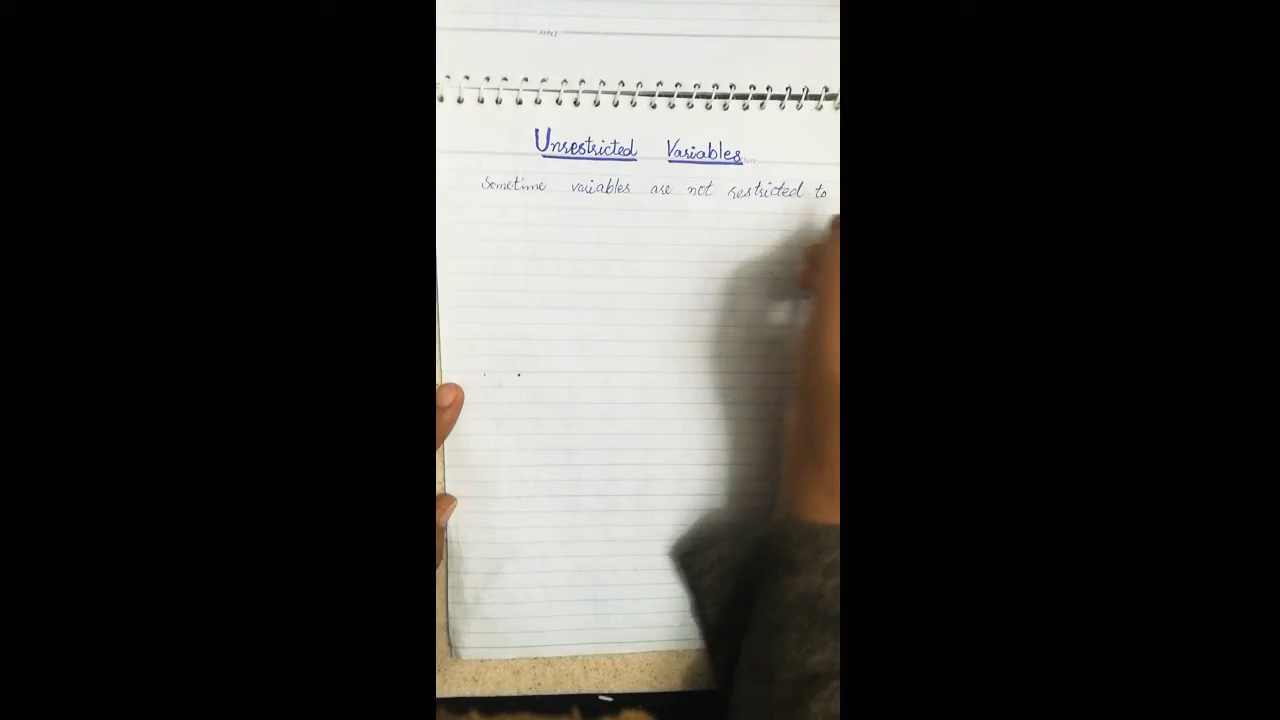 Unrestricted Variables
Sometime variables are not restricted to